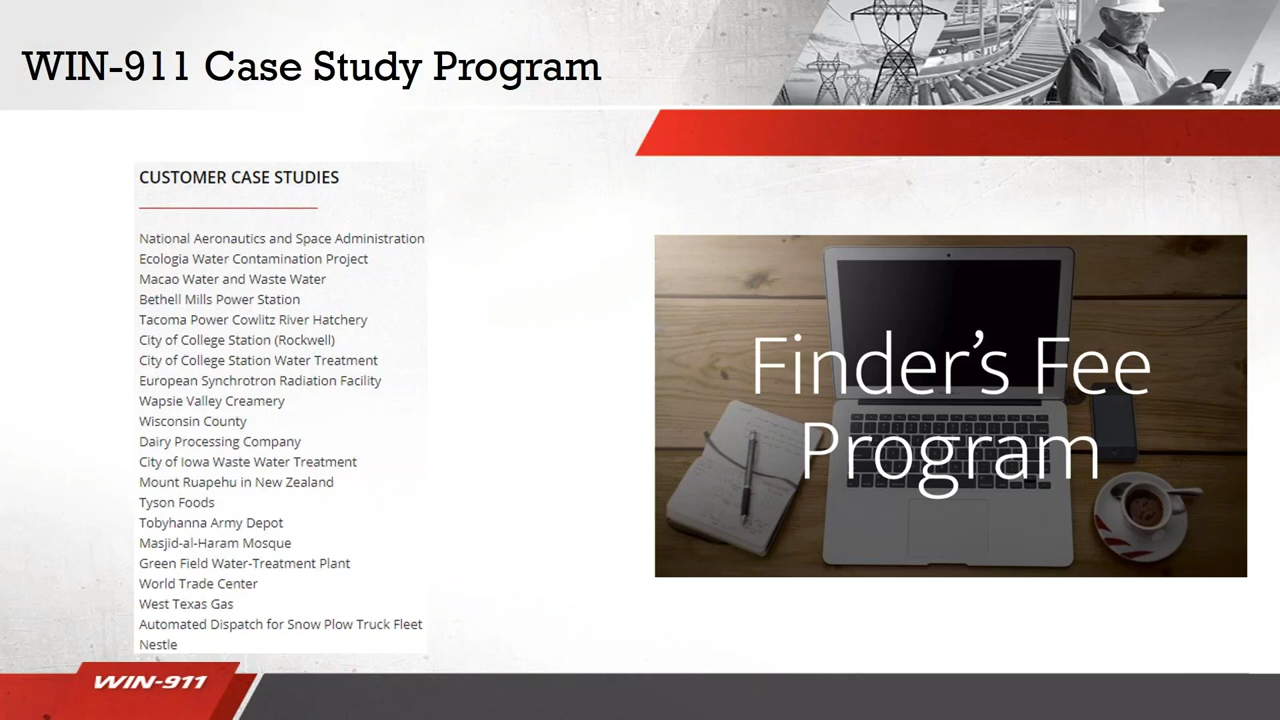 WIN-911 Case Study Program
CUSTOMER CASE STUDIES
National Aeronautics and Space Administration
Ecologia Water Contamination Project
Macao Water and Waste Water
Bethell Mills Power Station
Tacoma Power Cowlitz River Hatchery
City of College Station (Rockwell)
City of College Station Water Treatment
European Synchrotron Radiation Facility
Wapsie Valley Creamery
Wisconsin County
Dairy Processing Company
City of Iowa Waste Water Treatment
Mount Ruapehu in New Zealand
Tyson Foods
Tobyhanna Army Depot
Masjid-al-Haram Mosque
Green Field Water-Treatment Plant
World Trade Center
West Texas Gas
Automated Dispatch for Snow Plow Truck Fleet
Nestle
Finder's Fee
Program
WIN-911